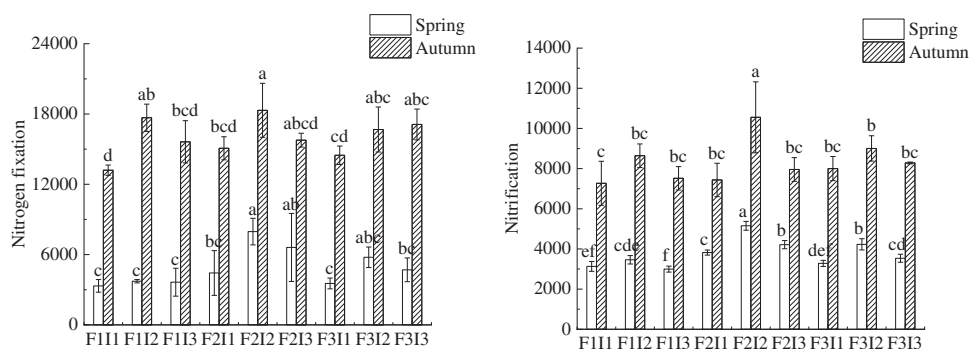 Spring
Autumn
24000
18000
12000
6000
0
Nitrogen fixation
c
d
c
ab
c
bcd
bc
bcd
a
a
ab
abcd
c
cd
abc
abc
bc
abc
F1I1 F1I2 F1I3 F2I1 F2I2 F2I3 F3I1 F3I2 F3I3
Spring
Autumn
14000
12000
10000
8000
6000
4000
2000
0
Nitrification
ef
c
cde
bc
f
bc
c
bc
a
a
b
bc
def
bc
b
b
cd
bc
F1I1 F1I2 F1I3 F2I1 F2I2 F2I3 F3I1 F3I2 F3I3